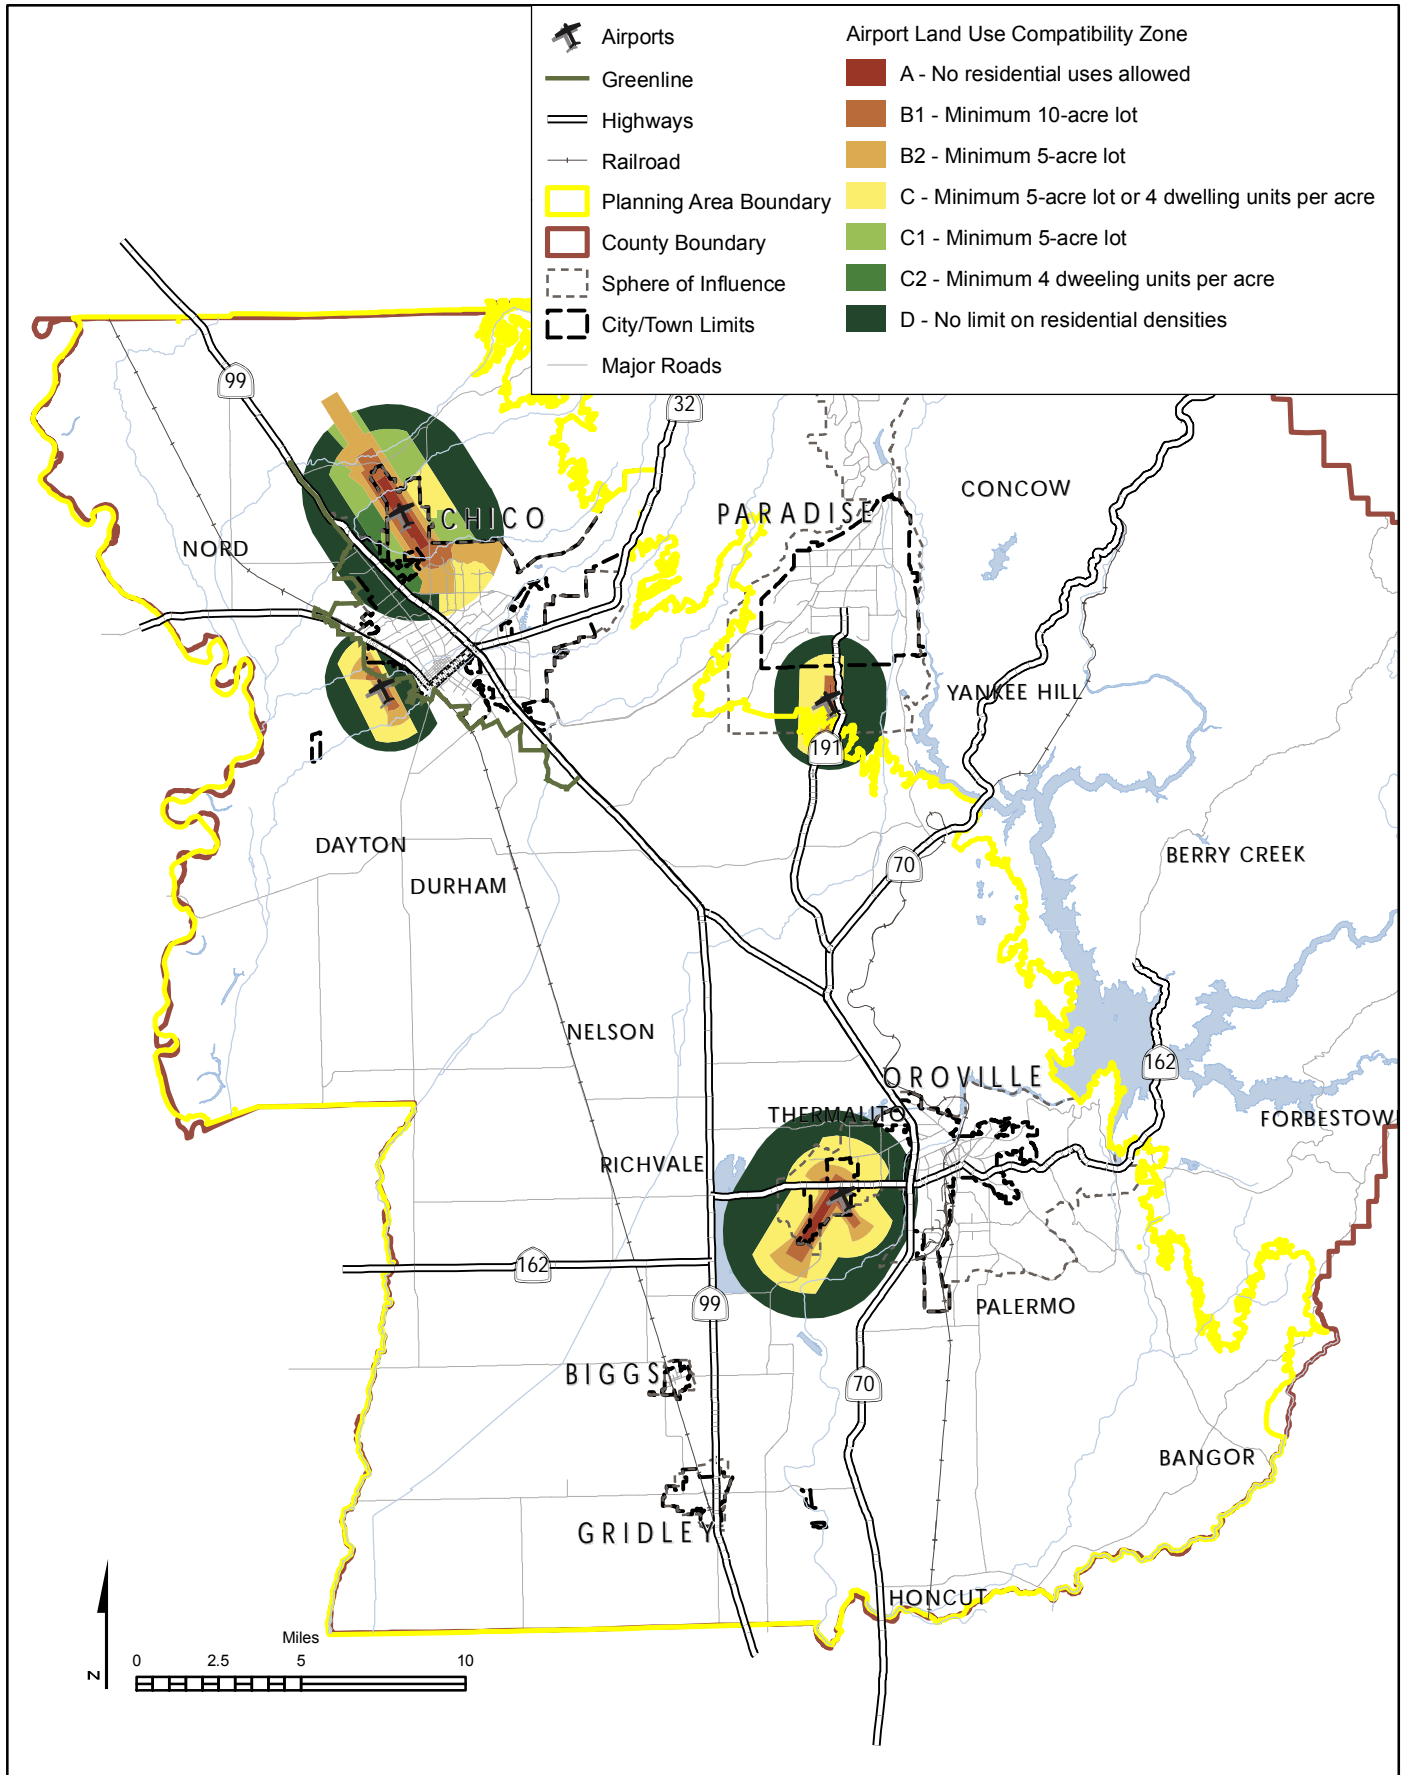 Airports
Greenline
Highways
Railroad
Planning Area Boundary
County Boundary
Sphere of Influence
City/Town Limits
Major Roads
Airport Land Use Compatibility Zone
A - No residential uses allowed
B1 - Minimum 10-acre lot
B2 - Minimum 5-acre lot
C - Minimum 5-acre lot or 4 dwelling units per acre
C1 - Minimum 5-acre lot
C2 - Minimum 4 dweeling units per acre
D - No limit on residential densities
99
32
CONCOW
PARADISE
CHICO
NORD
YANKEE HILL
191
DAYTON
70
BERRY CREEK
DURHAM
NELSON
162
OROVILLE
THERMALITO
FORBESTOW
RICHVALE
162
99
PALERMO
BIGGS
70
BANGOR
GRIDLEY
HONCUT
Miles
0 2.5 5 10
N